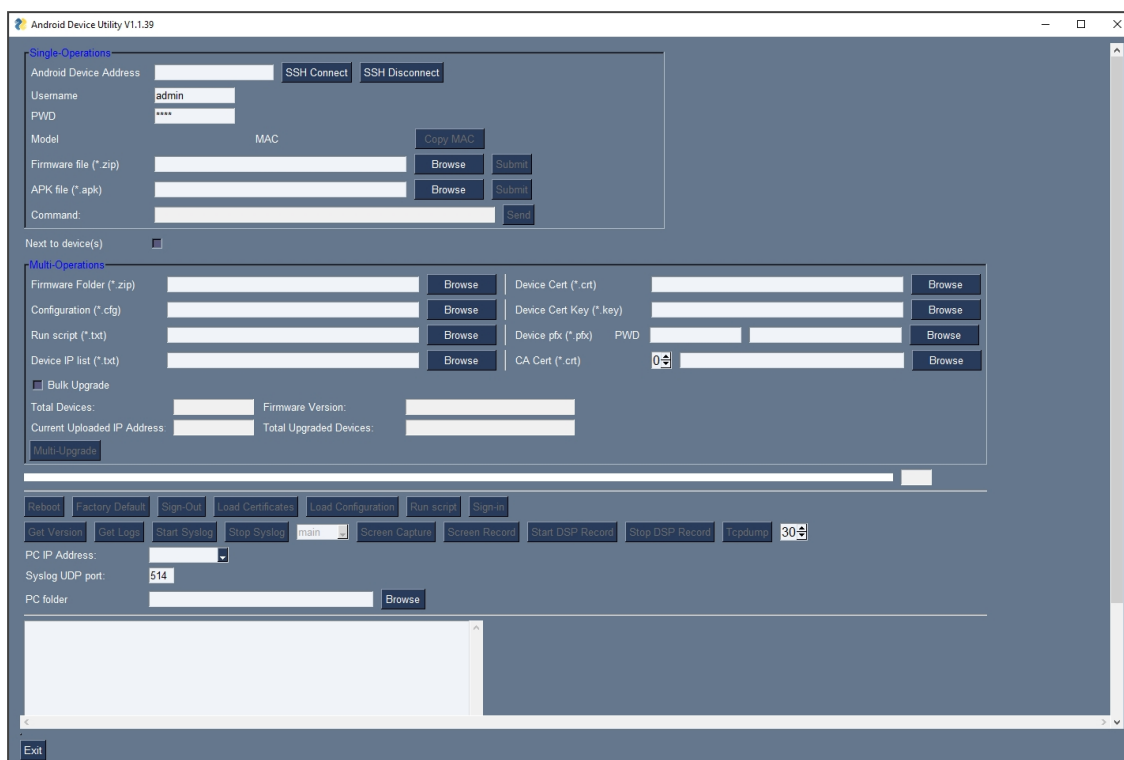 Android Device Utility V1.1.39
Single-Operations
Android Device Address SSH Connect SSH Disconnect
Username admin
PWD ****
Model MAC Copy MAC
Firmware file (*.zip) Browse Submit
APK file (*.apk) Browse Submit
Command: Send
Next to device(s)
Multi-Operations
Firmware Folder (*.zip) Browse Device Cert (*.crt) Browse
Configuration (*.cfg) Browse Device Cert Key (*.key) Browse
Run script (*.txt) Browse Device pfx (*.pfx) PWD Browse
Device IP list (*.txt) Browse CA Cert (*.crt) 0 Browse
Bulk Upgrade
Total Devices: Firmware Version:
Current Uploaded IP Address: Total Upgraded Devices:
Multi-Upgrade
Reboot Factory Default Sign-Out Load Certificates Load Configuration Run script Sign-in
Get Version Get Logs Start Syslog Stop Syslog main Screen Capture Screen Record Start DSP Record Stop DSP Record Tcpdump 30
PC IP Address:
Syslog UDP port: 514
PC folder Browse
Exit